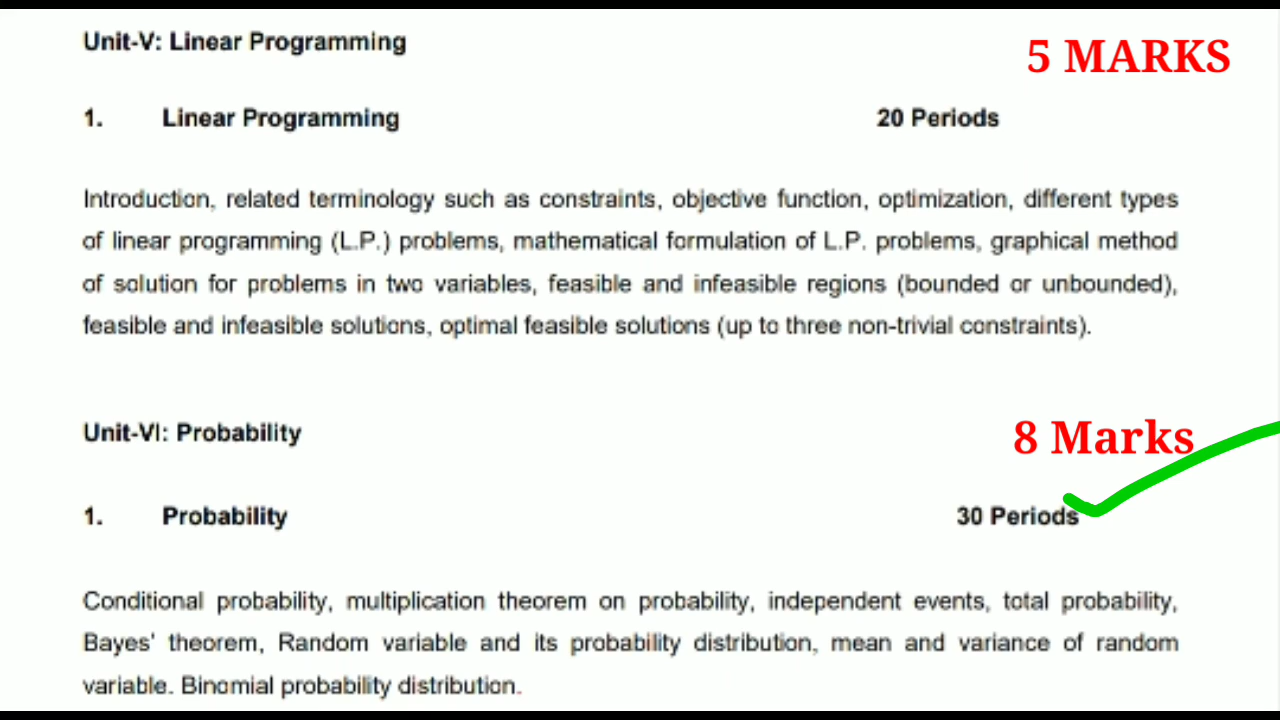 Unit-V: Linear Programming
5 MARKS
1. Linear Programming 20 Periods
Introduction, related terminology such as constraints, objective function, optimization, different types
of linear programming (L.P.) problems, mathematical formulation of L.P. problems, graphical method
of solution for problems in two variables, feasible and infeasible regions (bounded or unbounded),
feasible and infeasible solutions, optimal feasible solutions (up to three non-trivial constraints).
Unit-VI: Probability
8 Marks
1. Probability 30 Periods
Conditional probability, multiplication theorem on probability, independent events, total probability,
Bayes' theorem, Random variable and its probability distribution, mean and variance of random
variable. Binomial probability distribution.